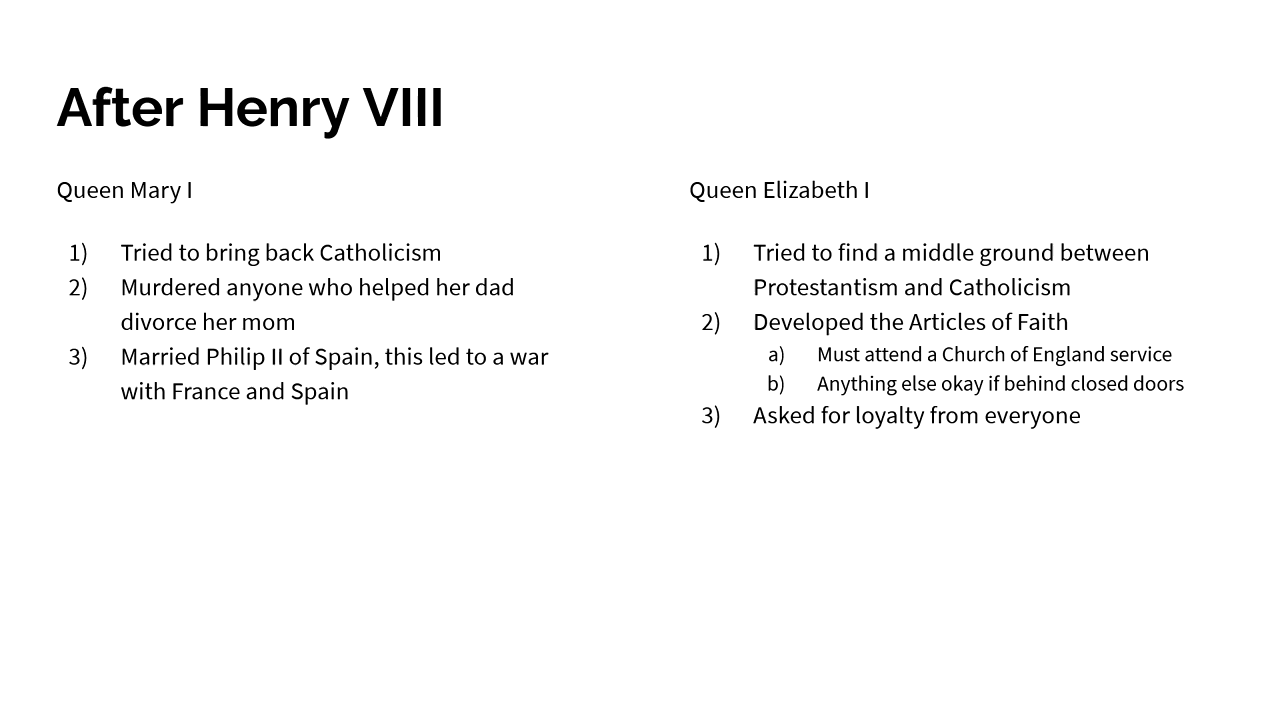 After Henry VIII
Queen Mary I
1) Tried to bring back Catholicism
2) Murdered anyone who helped her dad
divorce her mom
3) Married Philip II of Spain, this led to a war
with France and Spain
Queen Elizabeth I
1) Tried to find a middle ground between
Protestantism and Catholicism
2) Developed the Articles of Faith
a) Must attend a Church of England service
b) Anything else okay if behind closed doors
3) Asked for loyalty from everyone